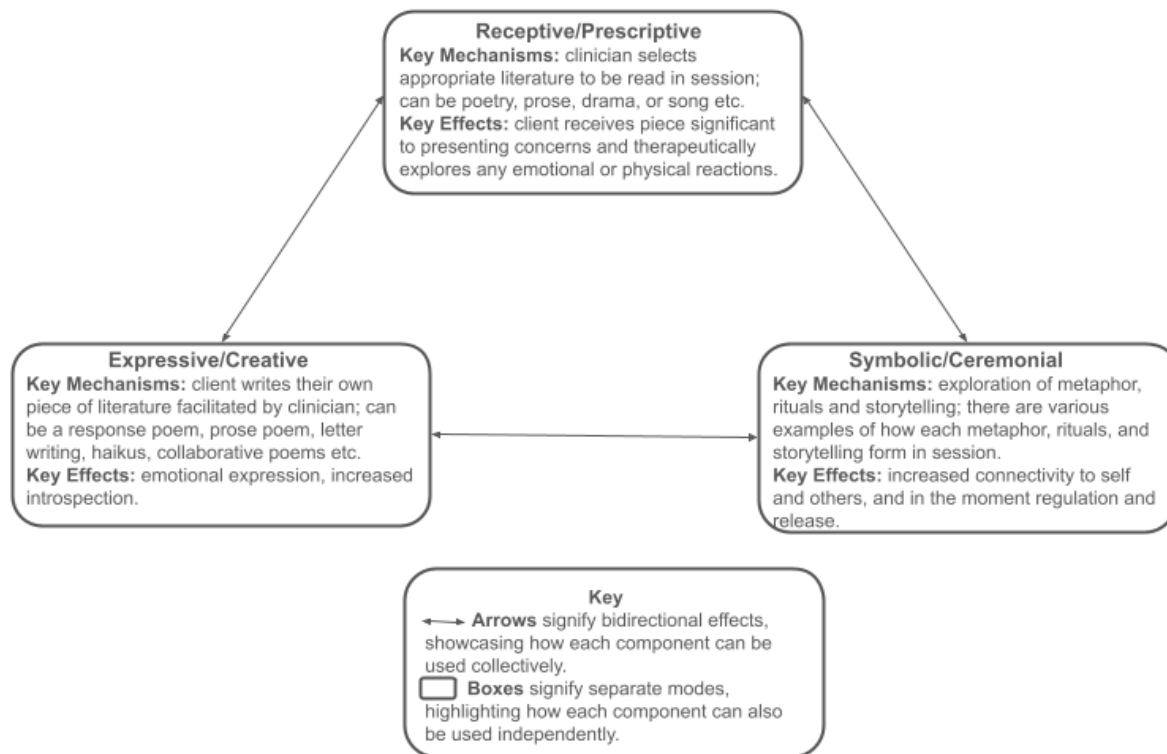 Receptive/Prescriptive
Key Mechanisms: clinician selects
appropriate literature to be read in session;
can be poetry, prose, drama, or song etc.
Key Effects: client receives piece significant
to presenting concerns and therapeutically
explores any emotional or physical reactions.
Expressive/Creative
Key Mechanisms: client writes their own
piece of literature facilitated by clinician; can
be a response poem, prose poem, letter
writing, haikus, collaborative poems etc.
Key Effects: emotional expression, increased
introspection.
Symbolic/Ceremonial
Key Mechanisms: exploration of metaphor,
rituals and storytelling; there are various
examples of how each metaphor, rituals, and
storytelling form in session.
Key Effects: increased connectivity to self
and others, and in the moment regulation and
release.
Key
Arrows signify bidirectional effects,
showcasing how each component can be
used collectively.
Boxes signify separate modes,
highlighting how each component can also
be used independently.